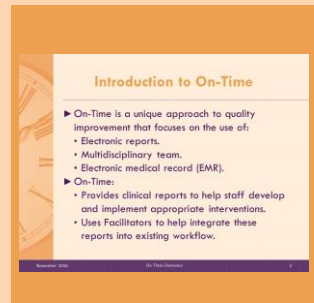 Introduction to On-Time
► On-Time is a unique approach to quality
improvement that focuses on the use of:
• Electronic reports.
• Multidisciplinary team.
• Electronic medical record (EMR).
► On-Time:
• Provides clinical reports to help staff develop
and implement appropriate interventions.
• Uses Facilitators to help integrate these
reports into existing workflow.
On-Time Overview